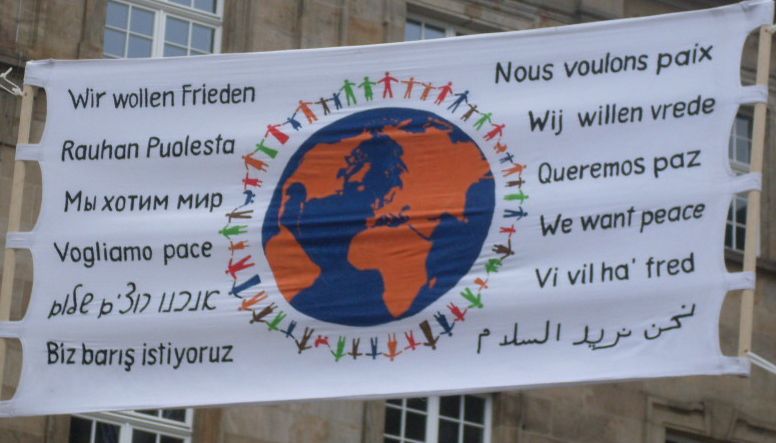 Wir wollen Frieden
Rauhan Puolesta
Мы хотим мир
Vogliamo pace
אנכנו רוצים שלום
Biz barış istiyoruz
Nous voulons paix
Wij willen vrede
Queremos paz
We want peace
Vi vil ha' fred
نحن نريد السلام